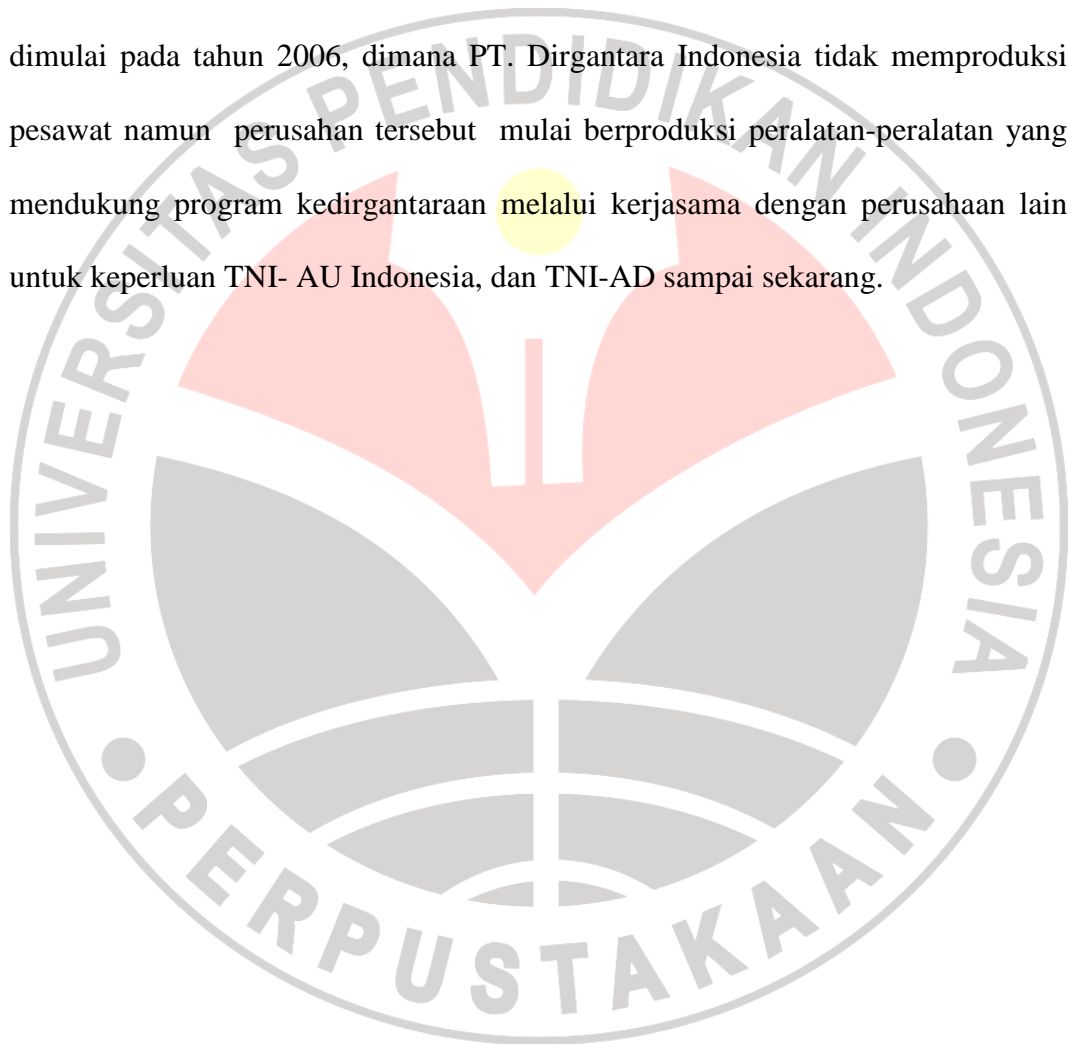 dimulai pada tahun 2006, dimana PT. Dirgantara Indonesia tidak memproduksi
pesawat namun perusahan tersebut mulai berproduksi peralatan-peralatan yang
mendukung program kedirgantaraan melalui kerjasama dengan perusahaan lain
untuk keperluan TNI- AU Indonesia, dan TNI-AD sampai sekarang.
UNIVERSITAS PENDIDIKAN INDONESIA
PERPUSTAKAAN